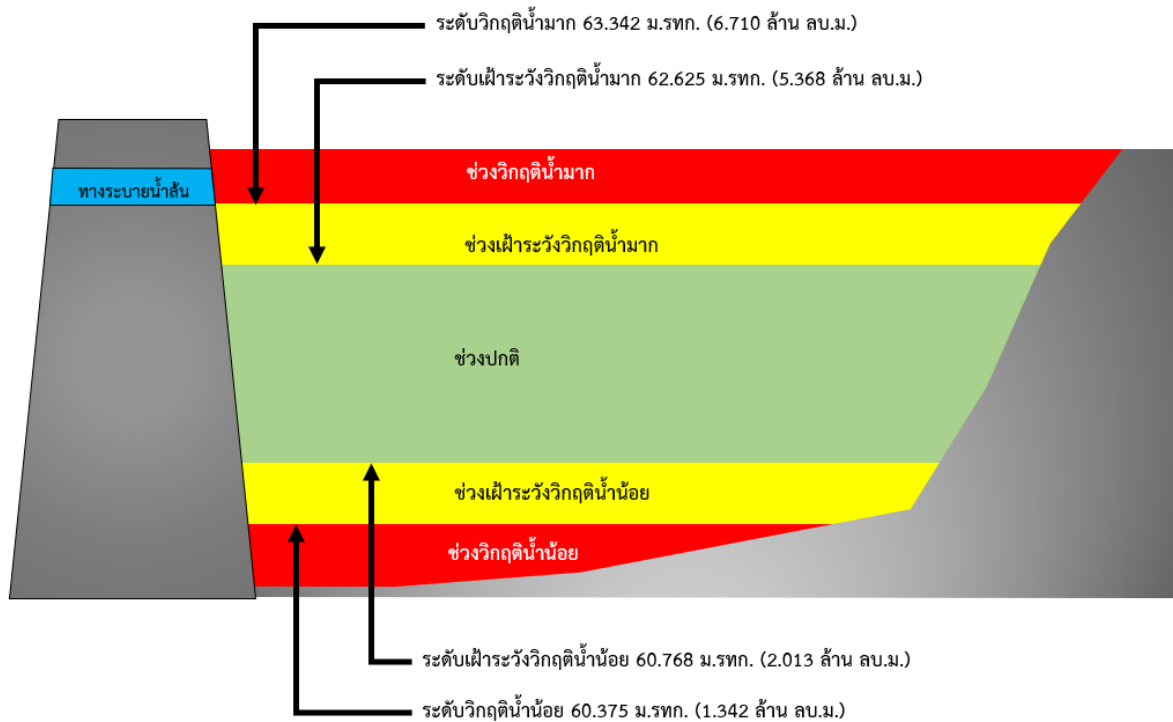 ระดับวิกฤติน้ำมาก 63.342 ม.รทก. (6.710 ล้าน ลบ.ม.)
ระดับเฝ้าระวังวิกฤติน้ำมาก 62.625 ม.รทก. (5.368 ล้าน ลบ.ม.)
ช่วงวิกฤติน้ำมาก
ทางระบายน้ำล้น
ช่วงเฝ้าระวังวิกฤติน้ำมาก
ช่วงปกติ
ช่วงเฝ้าระวังวิกฤติน้ำน้อย
ช่วงวิกฤติน้ำน้อย
ระดับเฝ้าระวังวิกฤติน้ำน้อย 60.768 ม.รทก. (2.013 ล้าน ลบ.ม.)
ระดับวิกฤติน้ำน้อย 60.375 ม.รทก. (1.342 ล้าน ลบ.ม.)